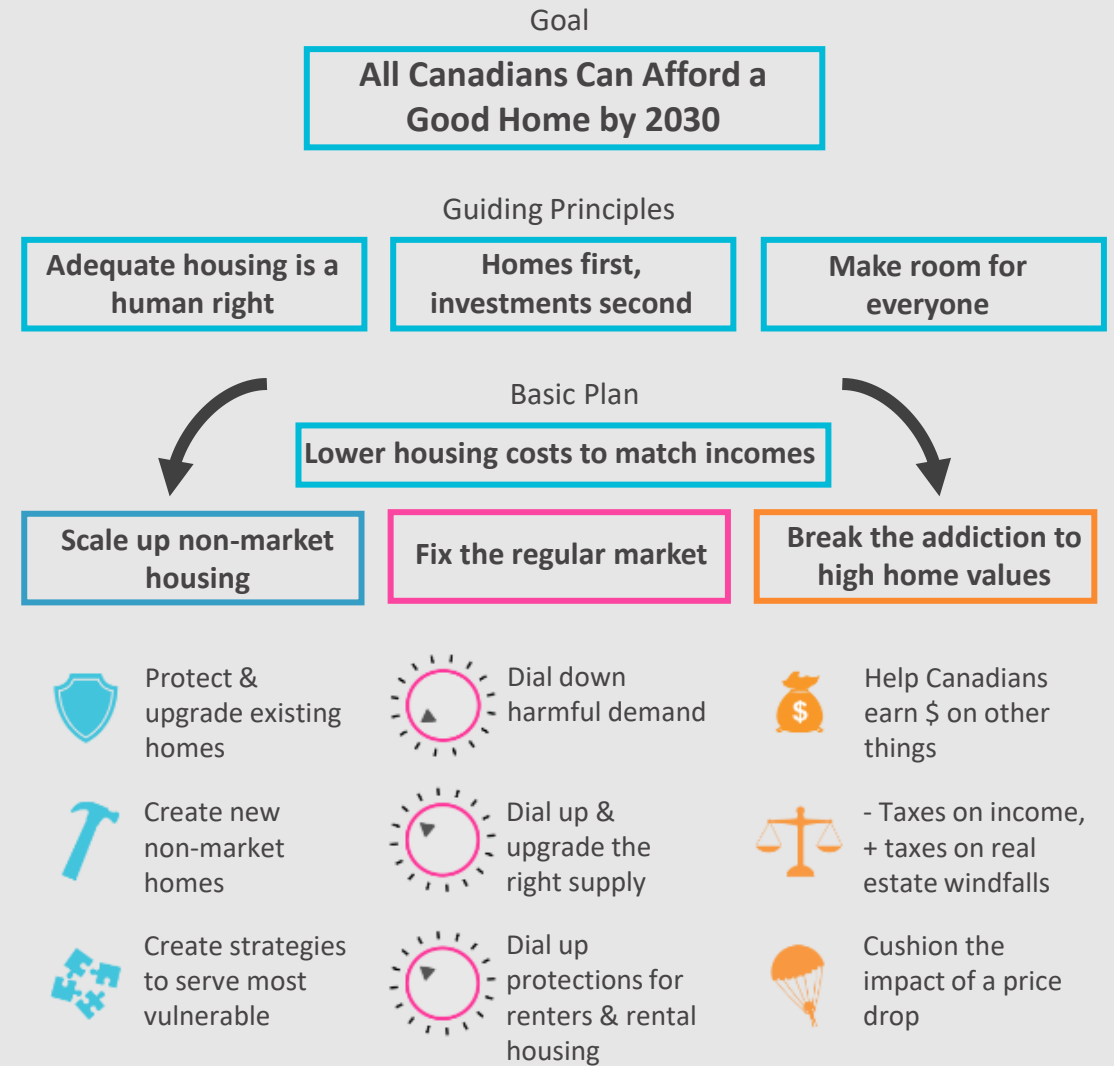 Goal
All Canadians Can Afford a
Good Home by 2030
Guiding Principles
Adequate housing is a
human right
Homes first,
investments second
Make room for
everyone
Basic Plan
Lower housing costs to match incomes
Scale up non-market
housing
Fix the regular market
Break the addiction to
high home values
Protect &
upgrade existing
homes
Create new
non-market
homes
Create strategies
to serve most
vulnerable
Dial down
harmful demand
Dial up &
upgrade the
right supply
Dial up
protections for
renters & rental
housing
Help Canadians
earn $ on other
things
- Taxes on income,
+ taxes on real
estate windfalls
Cushion the
impact of a price
drop
$